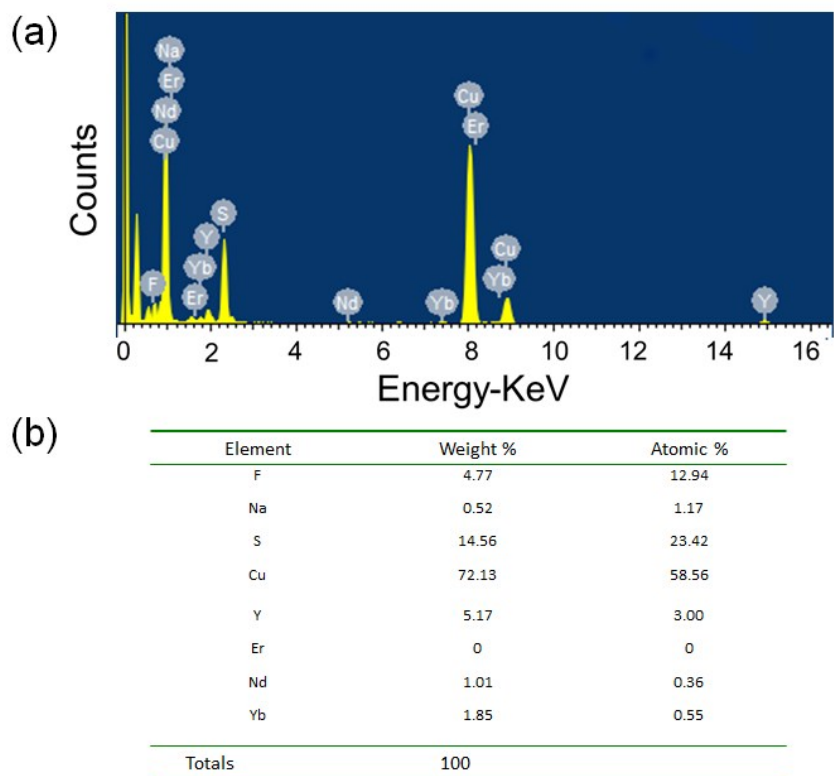 (a)
Counts
Na
Er
Nd
Cu
F
S
Y
Yb
Er
Nd
Yb
Cu
Er
Cu
Yb
Y
0 2 4 6 8 10 12 14 16
Energy-KeV
(b)
Element Weight % Atomic %
F 4.77 12.94
Na 0.52 1.17
S 14.56 23.42
Cu 72.13 58.56
Y 5.17 3.00
Er 0 0
Nd 1.01 0.36
Yb 1.85 0.55
Totals 100